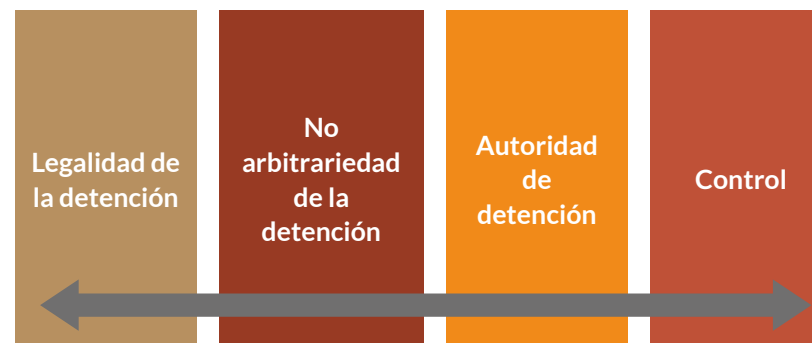 Legalidad de
la detención
No
arbitrariedad
de la
detención
Autoridad
de
detención
Control